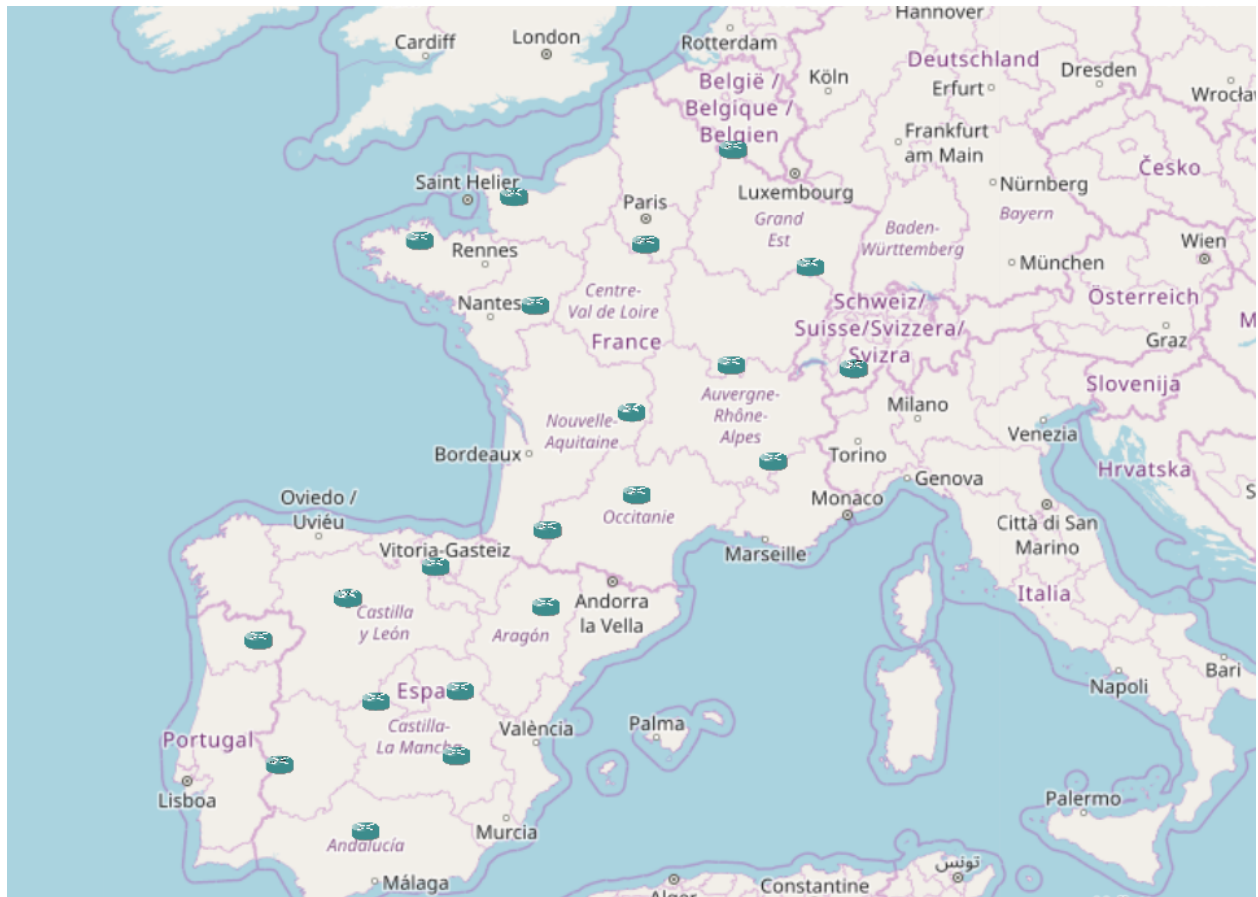 Hannover
Cardiff
London
Rotterdam
België /
Belgique /
Belgien
Köln
Deutschland
Erfurt
Dresden
Frankfurt
am Main
Česko
Saint Helier
Luxembourg
Nürnberg
Paris
Grand
Est
Baden-
Württemberg
Bayern
Rennes
Wien
München
Nantes
Centre-
Val de Loire
Schweiz/
Suisse/Svizzera/
Svizra
Österreich
Graz
France
Slovenija
Auvergne-
Rhône-
Alpes
Nouvelle-
Aquitaine
Milano
Venezia
Bordeaux
Torino
Genova
Hrvatska
Oviedo /
Uviéu
Occitanie
Monaco
Città di San
Marino
Vitoria-Gasteiz
Marseille
Andorra
la Vella
Italia
Castilla
y León
Aragón
Bari
Napoli
Castilla-
València
Palma
Portugal
Lisboa
Palermo
Murcia
Andalucía
Málaga
تونس
Constantine